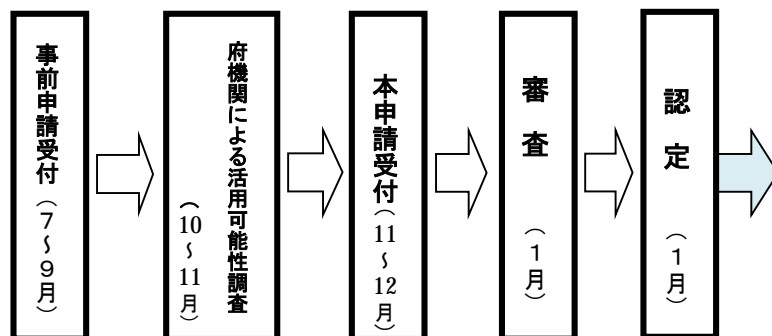 事前申請受付（７～９月）
府機関による活用可能性調査
（10～11月）
本申請受付（11～12月）
審査（１月）
認定（１月）